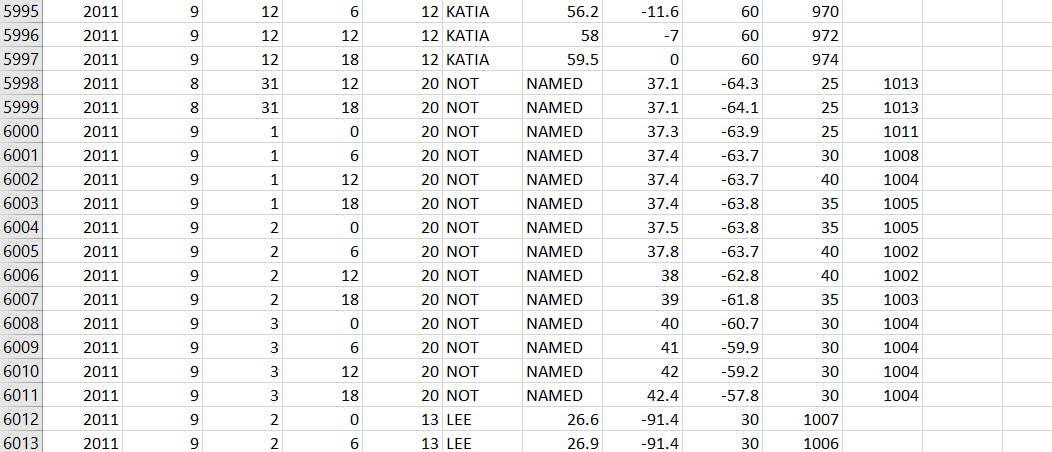 5995 2011 9 12 6 12 KATIA 56.2 -11.6 60 970
5996 2011 9 12 12 12 KATIA 58 -7 60 972
5997 2011 9 12 18 12 KATIA 59.5 0 60 974
5998 2011 8 31 12 20 NOT NAMED 37.1 -64.3 25 1013
5999 2011 8 31 18 20 NOT NAMED 37.1 -64.1 25 1013
6000 2011 9 1 0 20 NOT NAMED 37.3 -63.9 25 1011
6001 2011 9 1 6 20 NOT NAMED 37.4 -63.7 30 1008
6002 2011 9 1 12 20 NOT NAMED 37.4 -63.7 40 1004
6003 2011 9 1 18 20 NOT NAMED 37.4 -63.8 35 1005
6004 2011 9 2 0 20 NOT NAMED 37.5 -63.8 35 1005
6005 2011 9 2 6 20 NOT NAMED 37.8 -63.7 40 1002
6006 2011 9 2 12 20 NOT NAMED 38 -62.8 40 1002
6007 2011 9 2 18 20 NOT NAMED 39 -61.8 35 1003
6008 2011 9 3 0 20 NOT NAMED 40 -60.7 30 1004
6009 2011 9 3 6 20 NOT NAMED 41 -59.9 30 1004
6010 2011 9 3 12 20 NOT NAMED 42 -59.2 30 1004
6011 2011 9 3 18 20 NOT NAMED 42.4 -57.8 30 1004
6012 2011 9 2 0 13 LEE 26.6 -91.4 30 1007
6013 2011 9 2 6 13 LEE 26.9 -91.4 30 1006